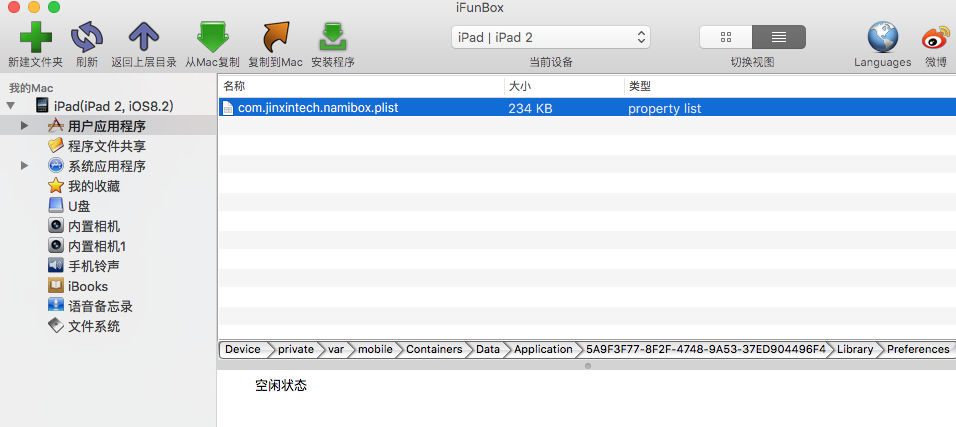 iFunBox
新建文件夹 刷新 返回上层目录 从Mac复制 复制到Mac 安装程序 iPad | iPad 2 当前设备 切换视图 Languages 微博
我的Mac
iPad(iPad 2, iOS8.2)
用户应用程序
程序文件共享
系统应用程序
我的收藏
U盘
内置相机
内置相机1
手机铃声
iBooks
语音备忘录
文件系统
名称 大小 类型
com.jinxintech.namibox.plist 234 KB property list
Device private var mobile Containers Data Application 5A9F3F77-8F2F-4748-9A53-37ED904496F4 Library Preferences
空闲状态